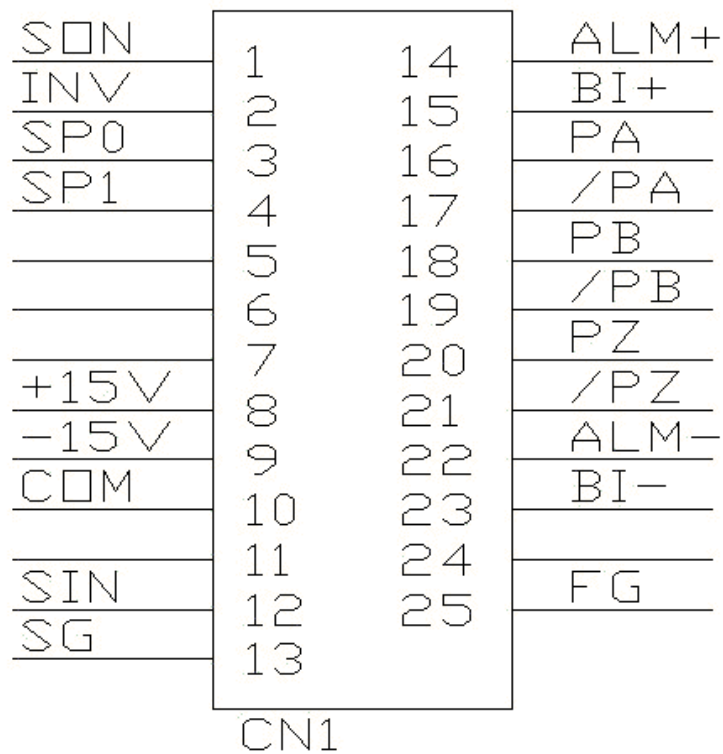 SON ALM+
1 14
INV BI+
2 15
SP0 PA
3 16
SP1 /PA
4 17
PB
5 18
/PB
6 19
PZ
7 20
+15V /PZ
8 21
-15V ALM-
9 22
COM BI-
10 23
11 24
SIN FG
12 25
SG
13
CN1